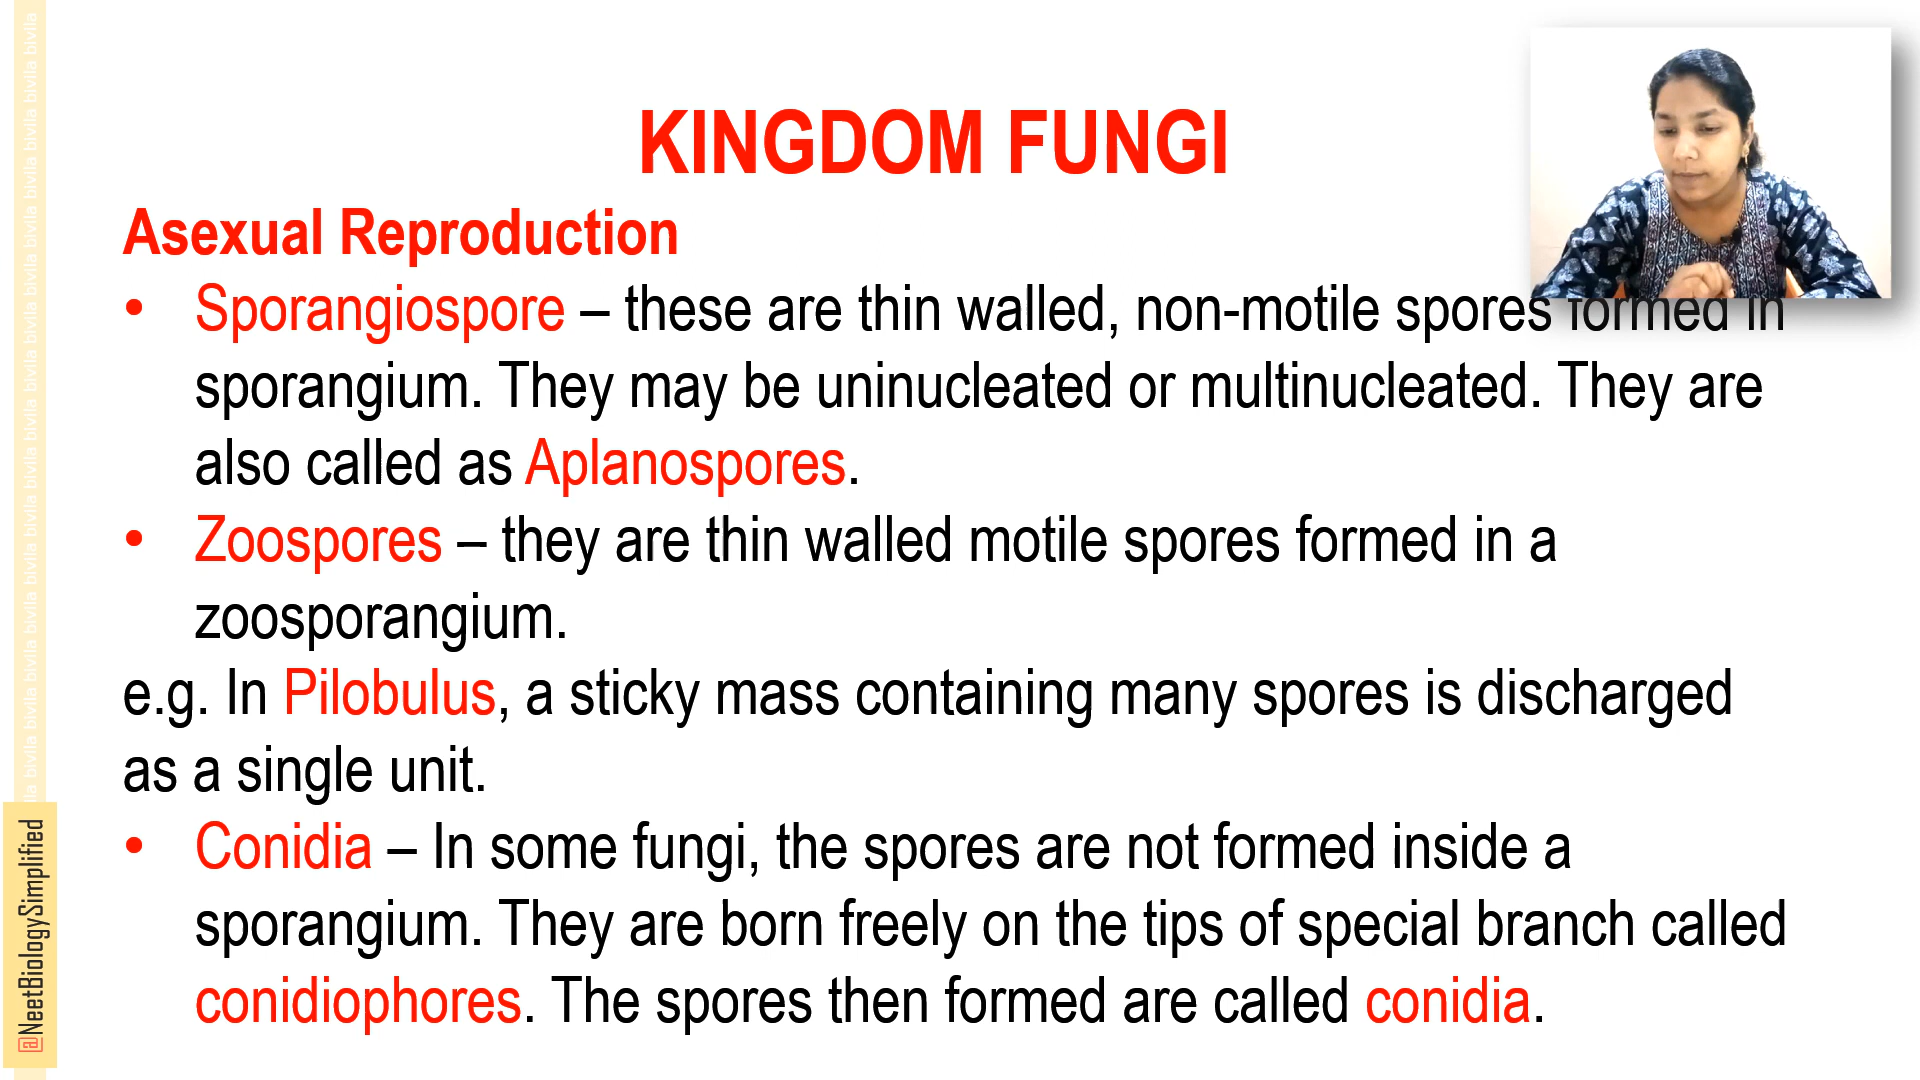 KINGDOM FUNGI
Asexual Reproduction
• Sporangiospore – these are thin walled, non-motile spores formed in
sporangium. They may be uninucleated or multinucleated. They are
also called as Aplanospores.
• Zoospores – they are thin walled motile spores formed in a
zoosporangium.
e.g. In Pilobulus, a sticky mass containing many spores is discharged
as a single unit.
• Conidia – In some fungi, the spores are not formed inside a
sporangium. They are born freely on the tips of special branch called
conidiophores. The spores then formed are called conidia.
@NeetBiologySimplified